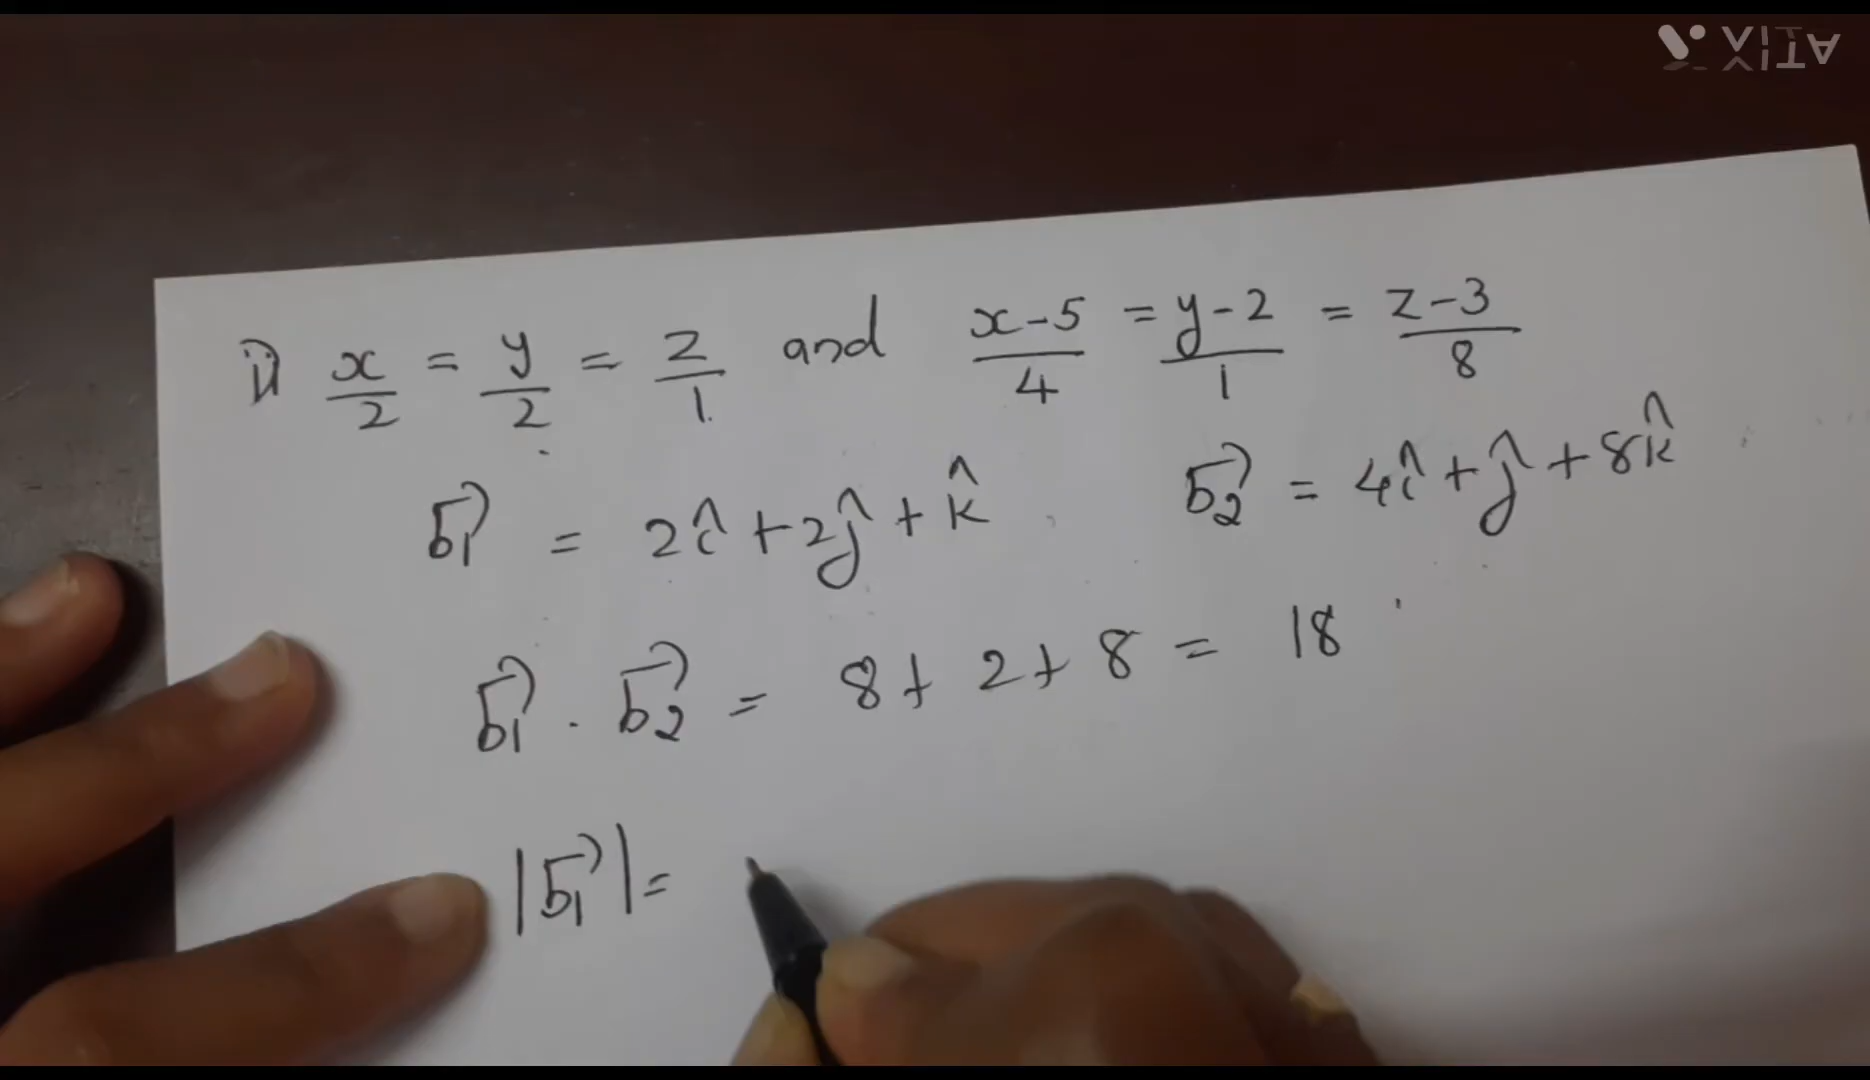 VITA
ii) x/2 = y/2 = z/1 and x-5/4 = y-2/1 = z-3/8
b₁⃗ = 2î + 2ĵ + k̂ b₂⃗ = 4î + ĵ + 8k̂
b₁⃗ . b₂⃗ = 8 + 2 + 8 = 18
|b₁⃗| =